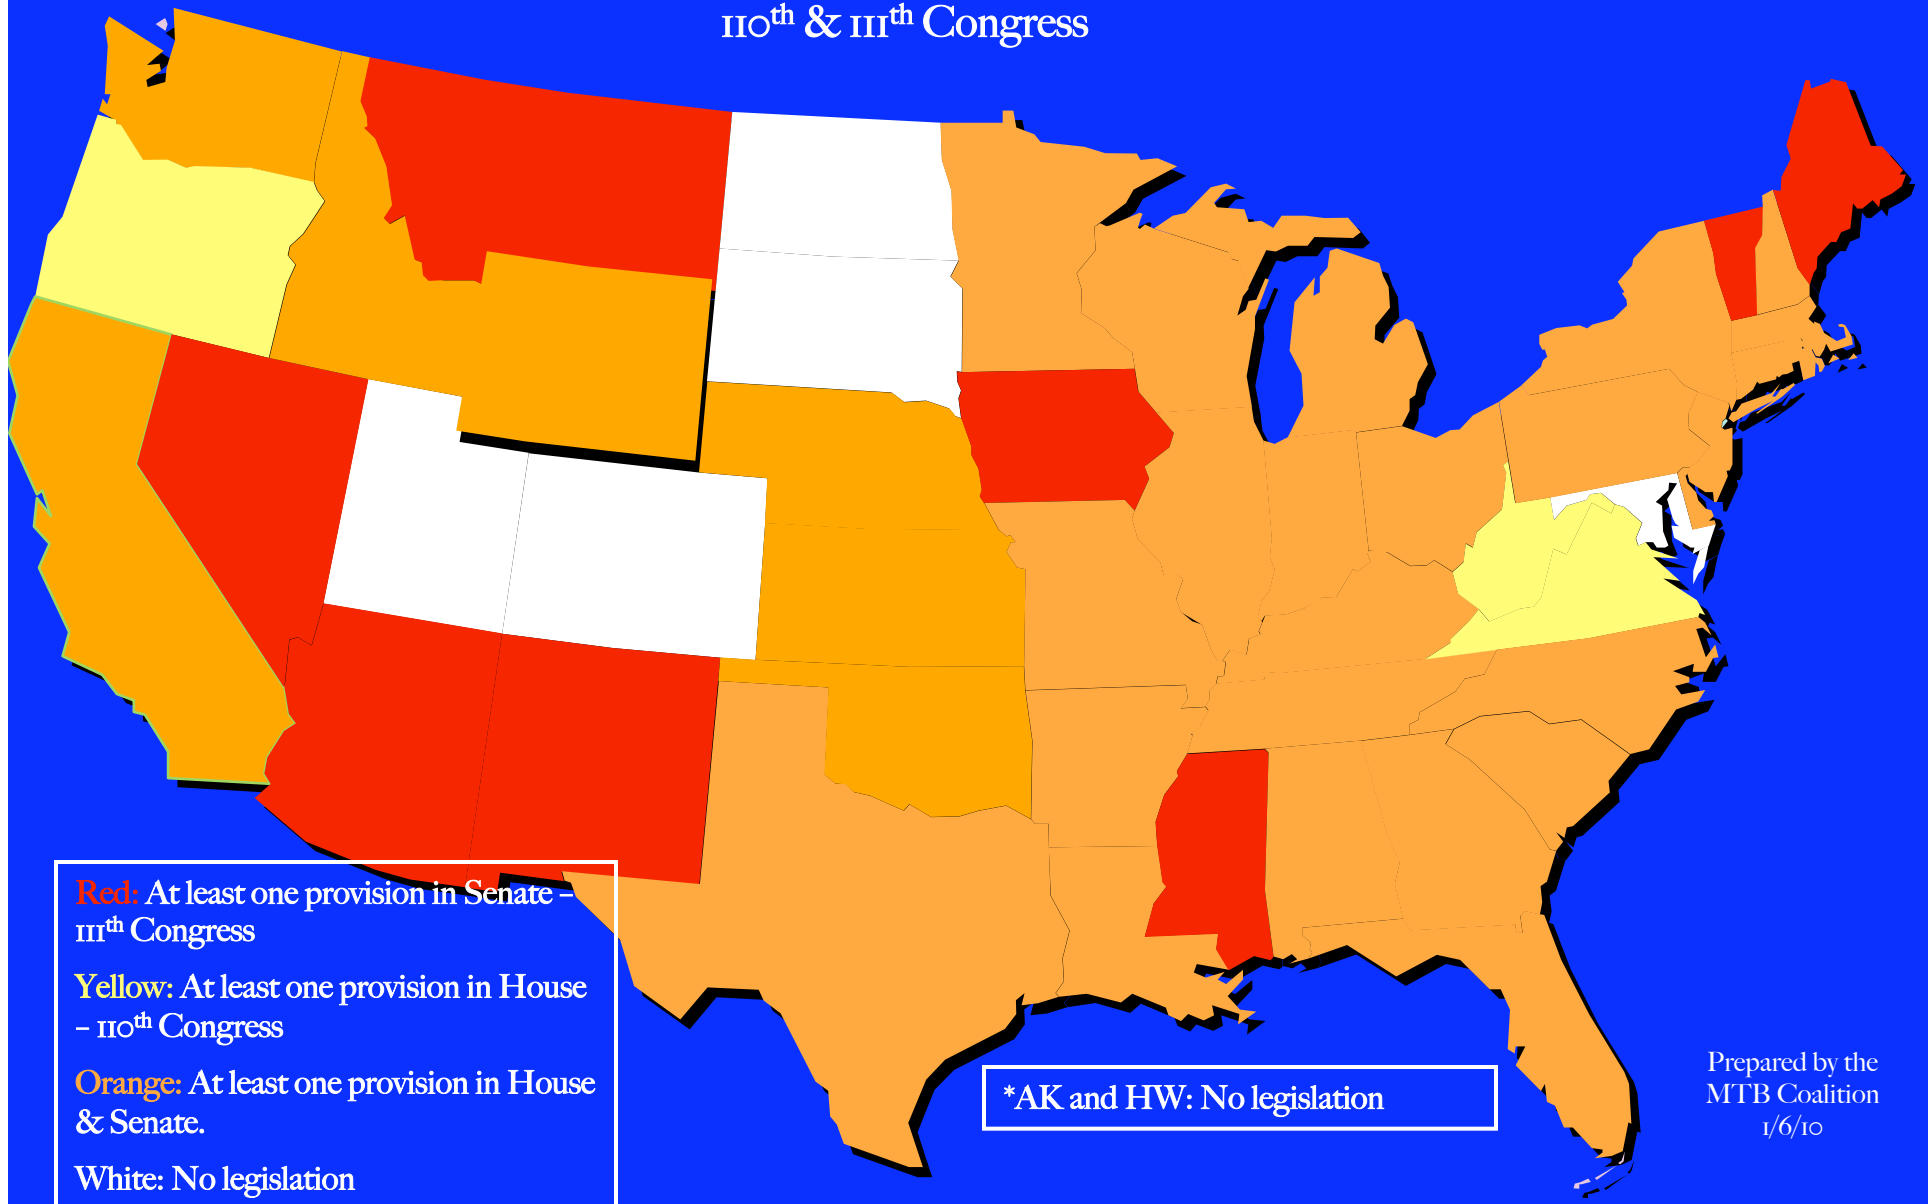 110th & 111th Congress
Red: At least one provision in Senate –
111th Congress
Yellow: At least one provision in House
– 110th Congress
Orange: At least one provision in House
& Senate.
White: No legislation
*AK and HW: No legislation
Prepared by the
MTB Coalition
1/6/10